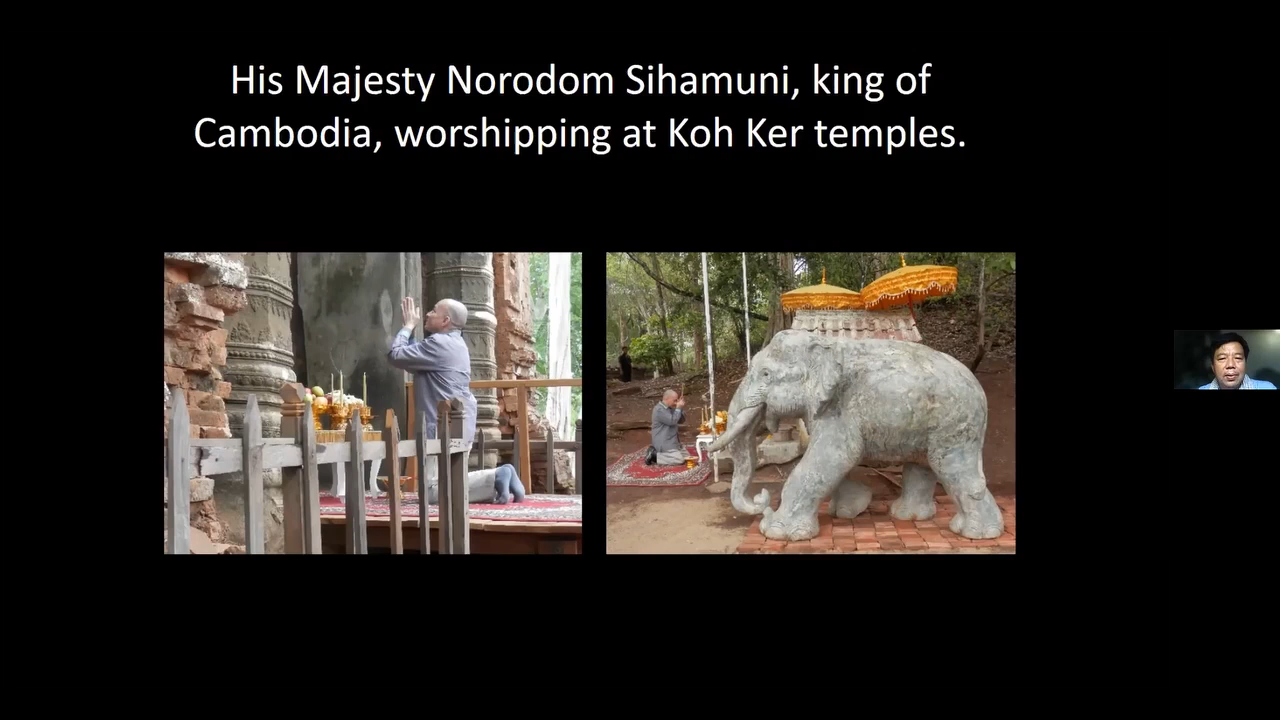 His Majesty Norodom Sihamuni, king of
Cambodia, worshipping at Koh Ker temples.